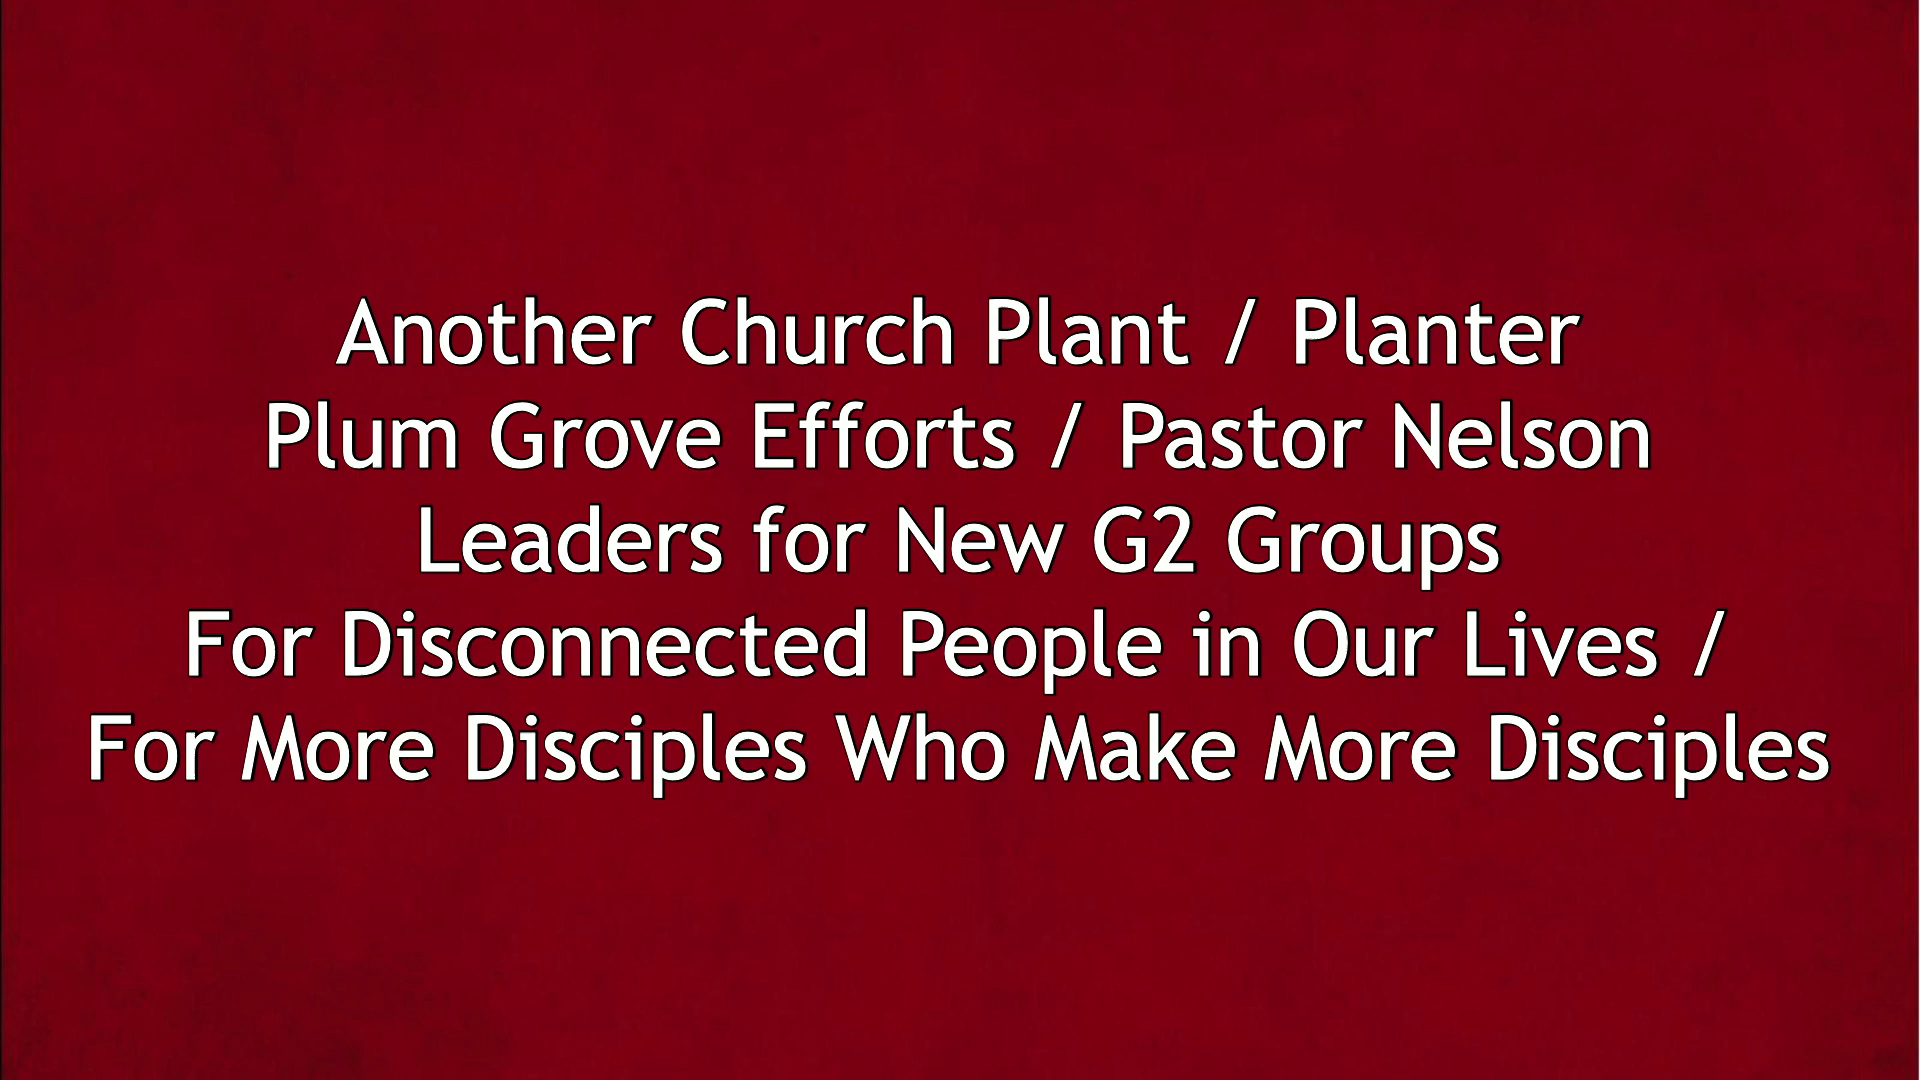 Another Church Plant / Planter
Plum Grove Efforts / Pastor Nelson
Leaders for New G2 Groups
For Disconnected People in Our Lives /
For More Disciples Who Make More Disciples